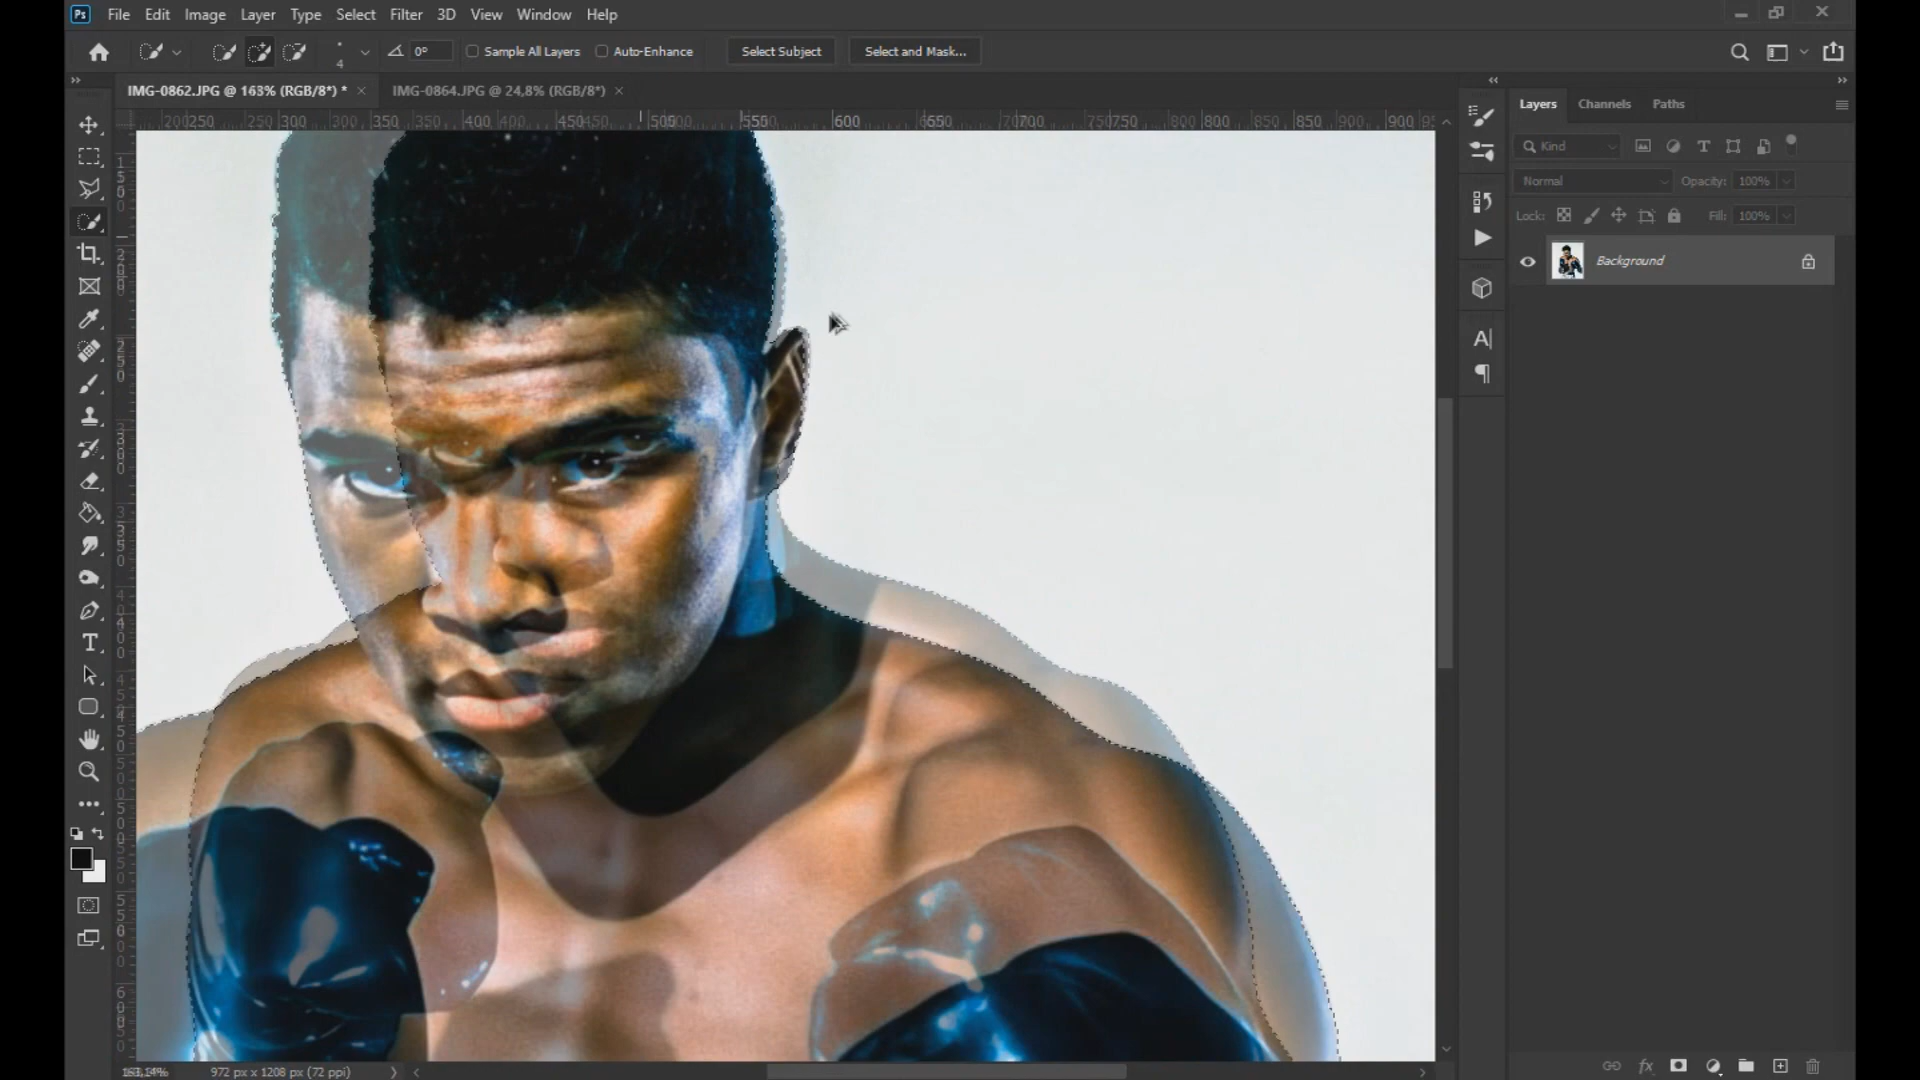 Ps File Edit Image Layer Type Select Filter 3D View Window Help
4 0° Sample All Layers Auto-Enhance Select Subject Select and Mask...
IMG-0862.JPG @ 163% (RGB/8*) * IMG-0864.JPG @ 24,8% (RGB/8*)
Layers Channels Paths
Kind
Normal Opacity: 100%
Lock: Fill: 100%
Background
972 px x 1208 px (72 ppi)